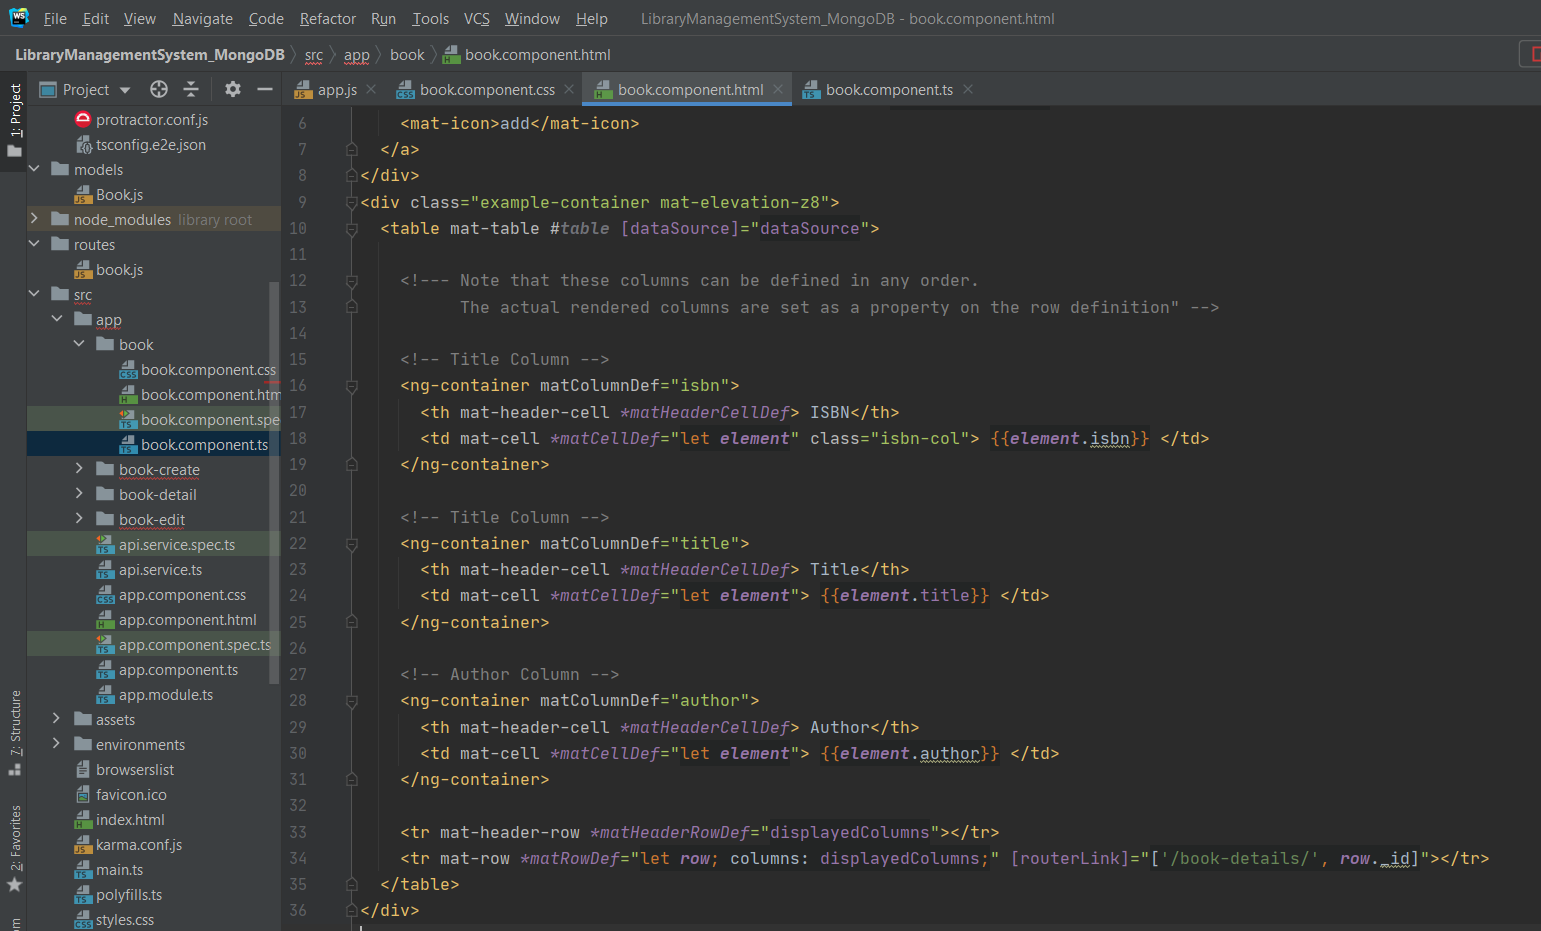 WS File Edit View Navigate Code Refactor Run Tools VCS Window Help LibraryManagementSystem_MongoDB - book.component.html
LibraryManagementSystem_MongoDB src app book book.component.html
1: Project
7: Structure
2: Favorites
Project
protractor.conf.js
tsconfig.e2e.json
models
Book.js
node_modules library root
routes
book.js
src
app
book
book.component.css
book.component.htm
book.component.spe
book.component.ts
book-create
book-detail
book-edit
api.service.spec.ts
api.service.ts
app.component.css
app.component.html
app.component.spec.ts
app.component.ts
app.module.ts
assets
environments
browserslist
favicon.ico
index.html
karma.conf.js
main.ts
polyfills.ts
styles.css
app.js book.component.css book.component.html book.component.ts
6 <mat-icon>add</mat-icon>
7 </a>
8 </div>
9 <div class="example-container mat-elevation-z8">
10 <table mat-table #table [dataSource]="dataSource">
11
12 <!--- Note that these columns can be defined in any order.
13 The actual rendered columns are set as a property on the row definition" -->
14
15 <!-- Title Column -->
16 <ng-container matColumnDef="isbn">
17 <th mat-header-cell *matHeaderCellDef> ISBN</th>
18 <td mat-cell *matCellDef="let element" class="isbn-col"> {{element.isbn}} </td>
19 </ng-container>
20
21 <!-- Title Column -->
22 <ng-container matColumnDef="title">
23 <th mat-header-cell *matHeaderCellDef> Title</th>
24 <td mat-cell *matCellDef="let element"> {{element.title}} </td>
25 </ng-container>
26
27 <!-- Author Column -->
28 <ng-container matColumnDef="author">
29 <th mat-header-cell *matHeaderCellDef> Author</th>
30 <td mat-cell *matCellDef="let element"> {{element.author}} </td>
31 </ng-container>
32
33 <tr mat-header-row *matHeaderRowDef="displayedColumns"></tr>
34 <tr mat-row *matRowDef="let row; columns: displayedColumns;" [routerLink]="['/book-details/', row._id]"></tr>
35 </table>
36 </div>